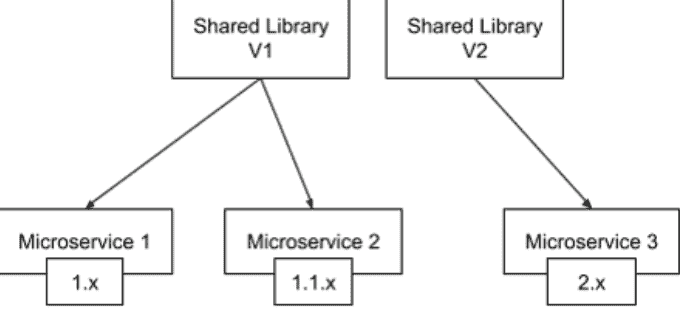 Shared Library
V1
Shared Library
V2
Microservice 1
1.x
Microservice 2
1.1.x
Microservice 3
2.x